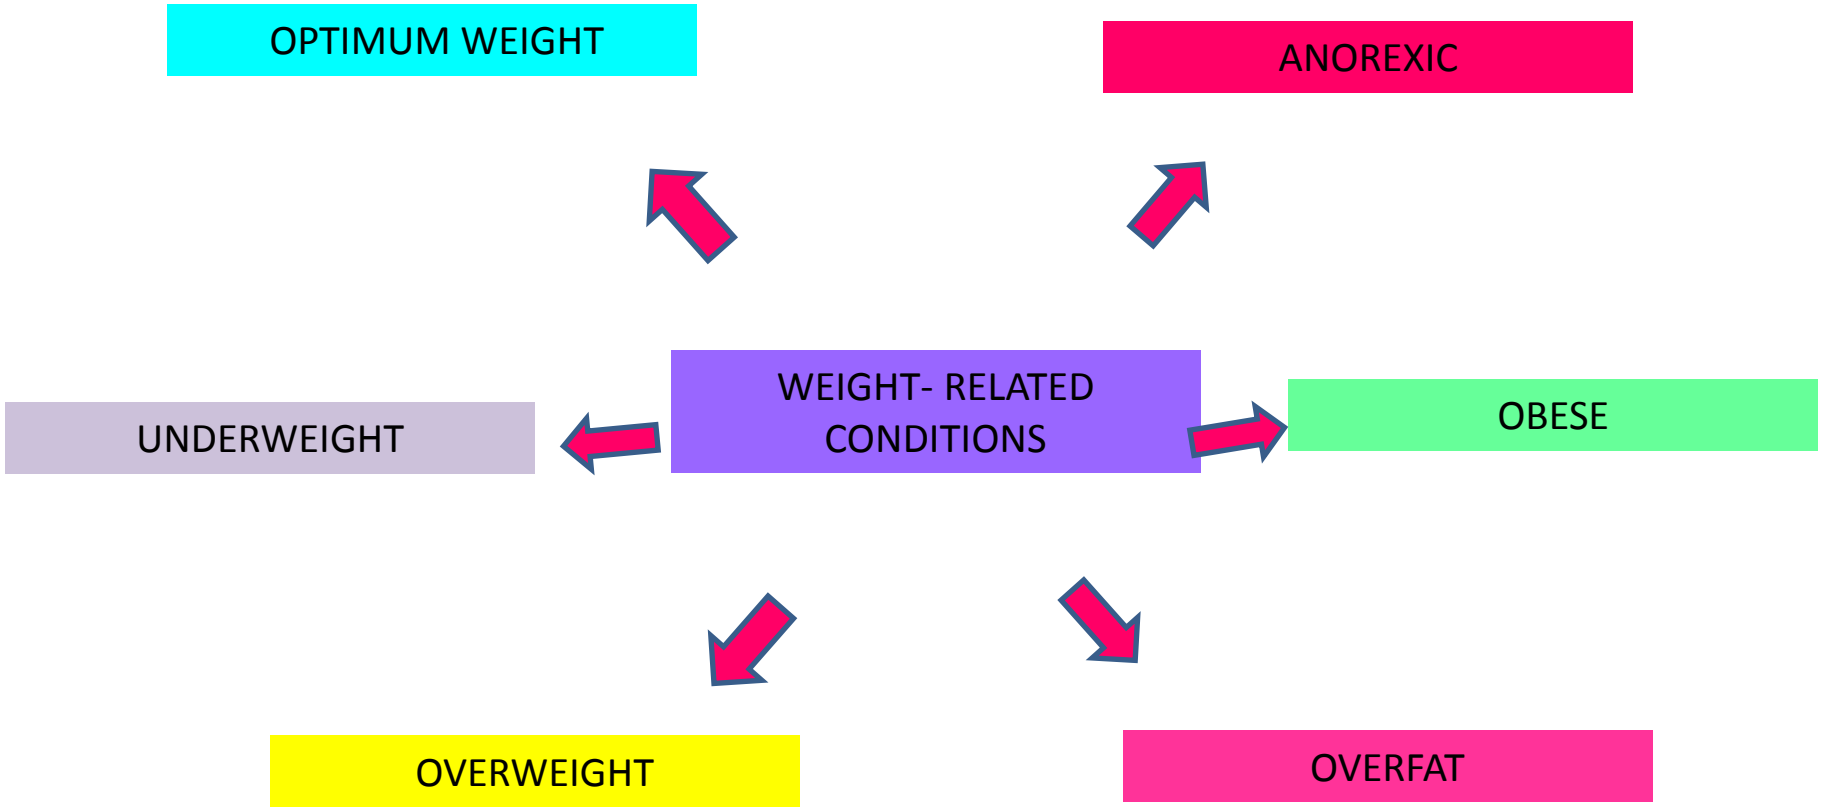 OPTIMUM WEIGHT
ANOREXIC
WEIGHT- RELATED
CONDITIONS
OBESE
UNDERWEIGHT
OVERWEIGHT
OVERFAT